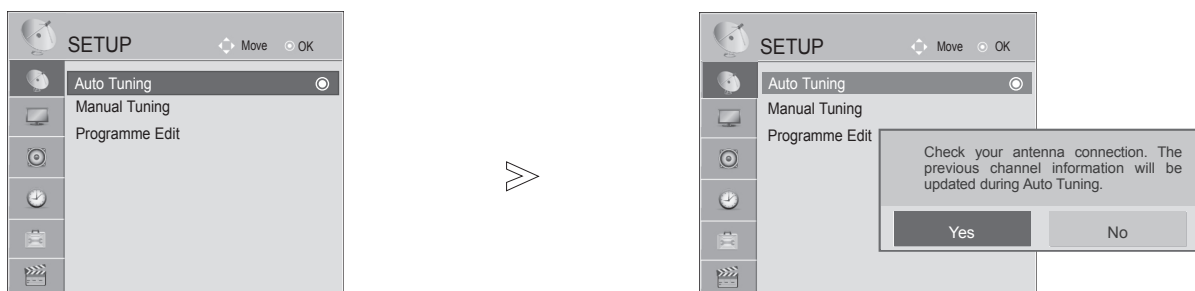 SETUP
Move OK
Auto Tuning
Manual Tuning
Programme Edit
SETUP
Move OK
Auto Tuning
Manual Tuning
Programme Edit
Check your antenna connection. The
previous channel information will be
updated during Auto Tuning.
Yes No